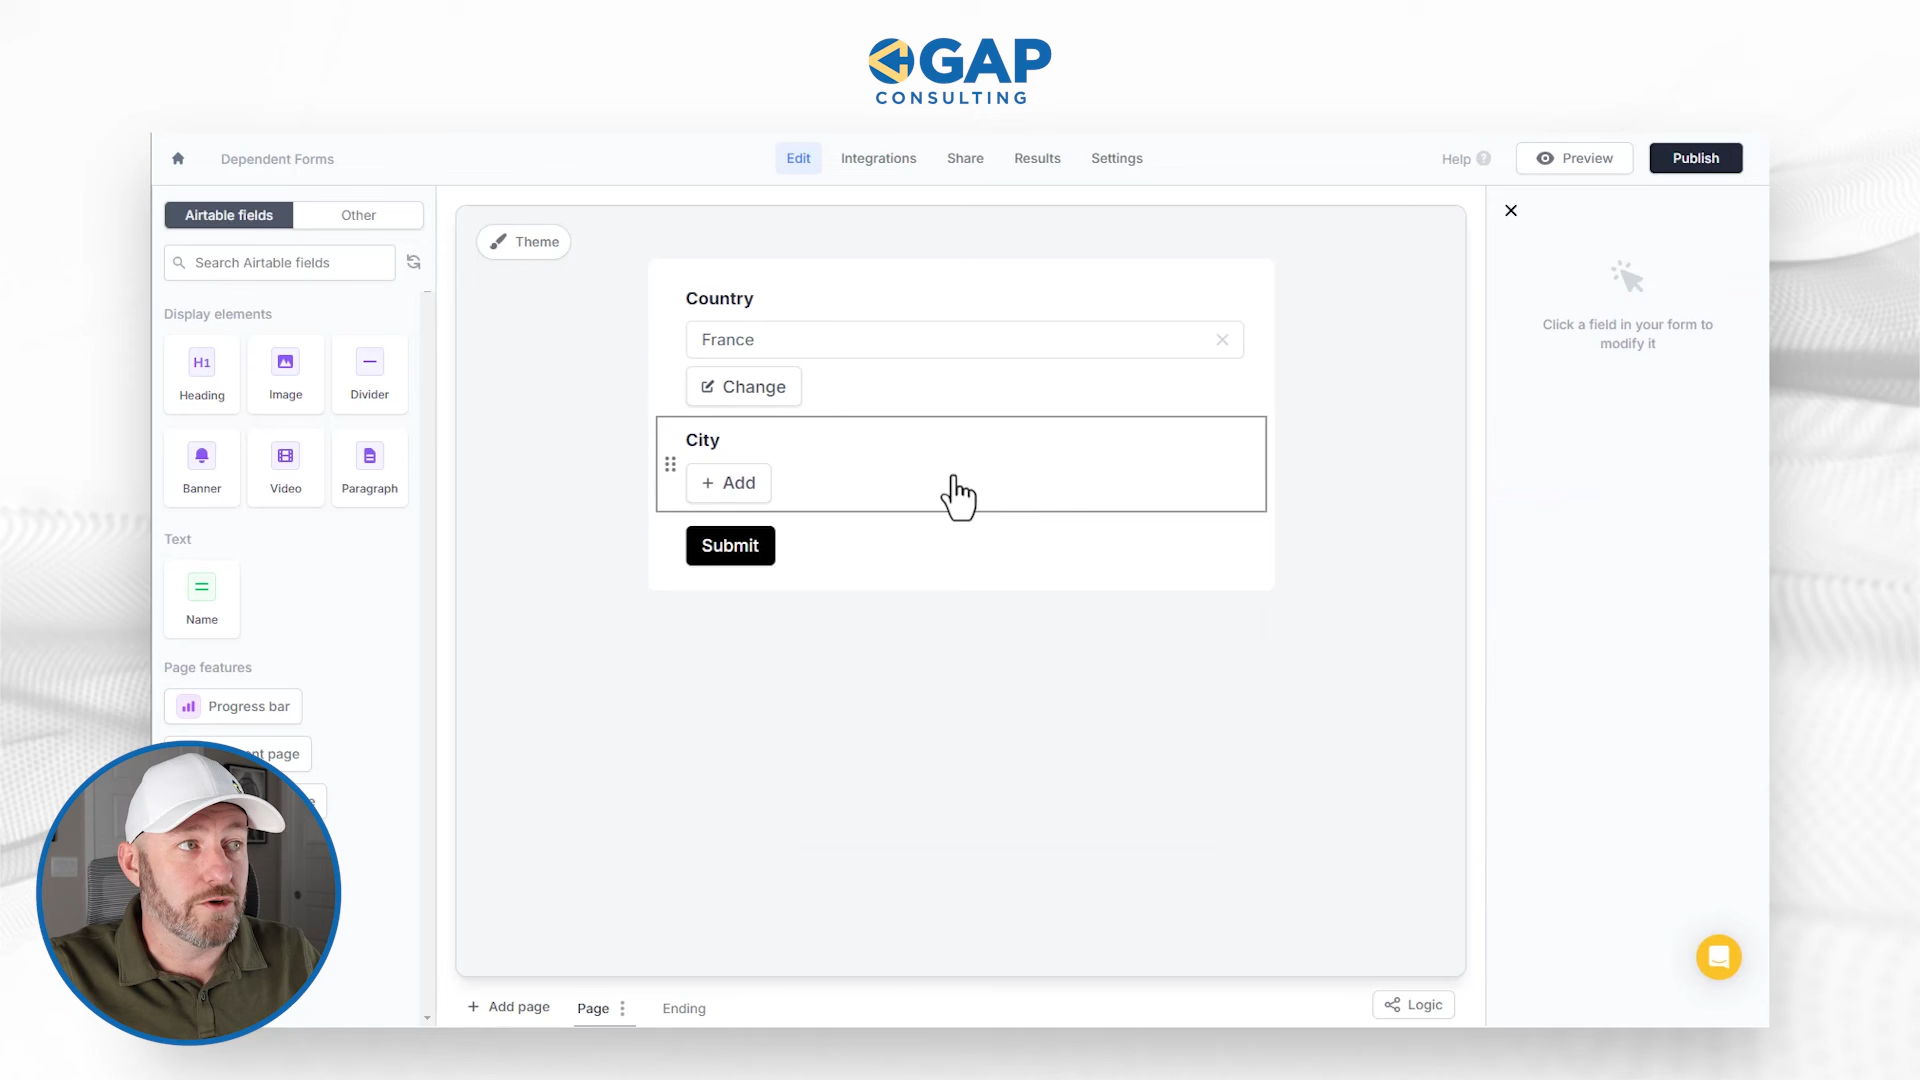 GAP
CONSULTING
Dependent Forms
Edit
Integrations
Share
Results
Settings
Help
Preview
Publish
Airtable fields
Other
Search Airtable fields
Theme
Display elements
H1
Heading
Image
Divider
Banner
Video
Paragraph
Text
Name
Page features
Progress bar
page
Country
France
Change
City
+ Add
Submit
Click a field in your form to
modify it
+ Add page
Page
Ending
Logic